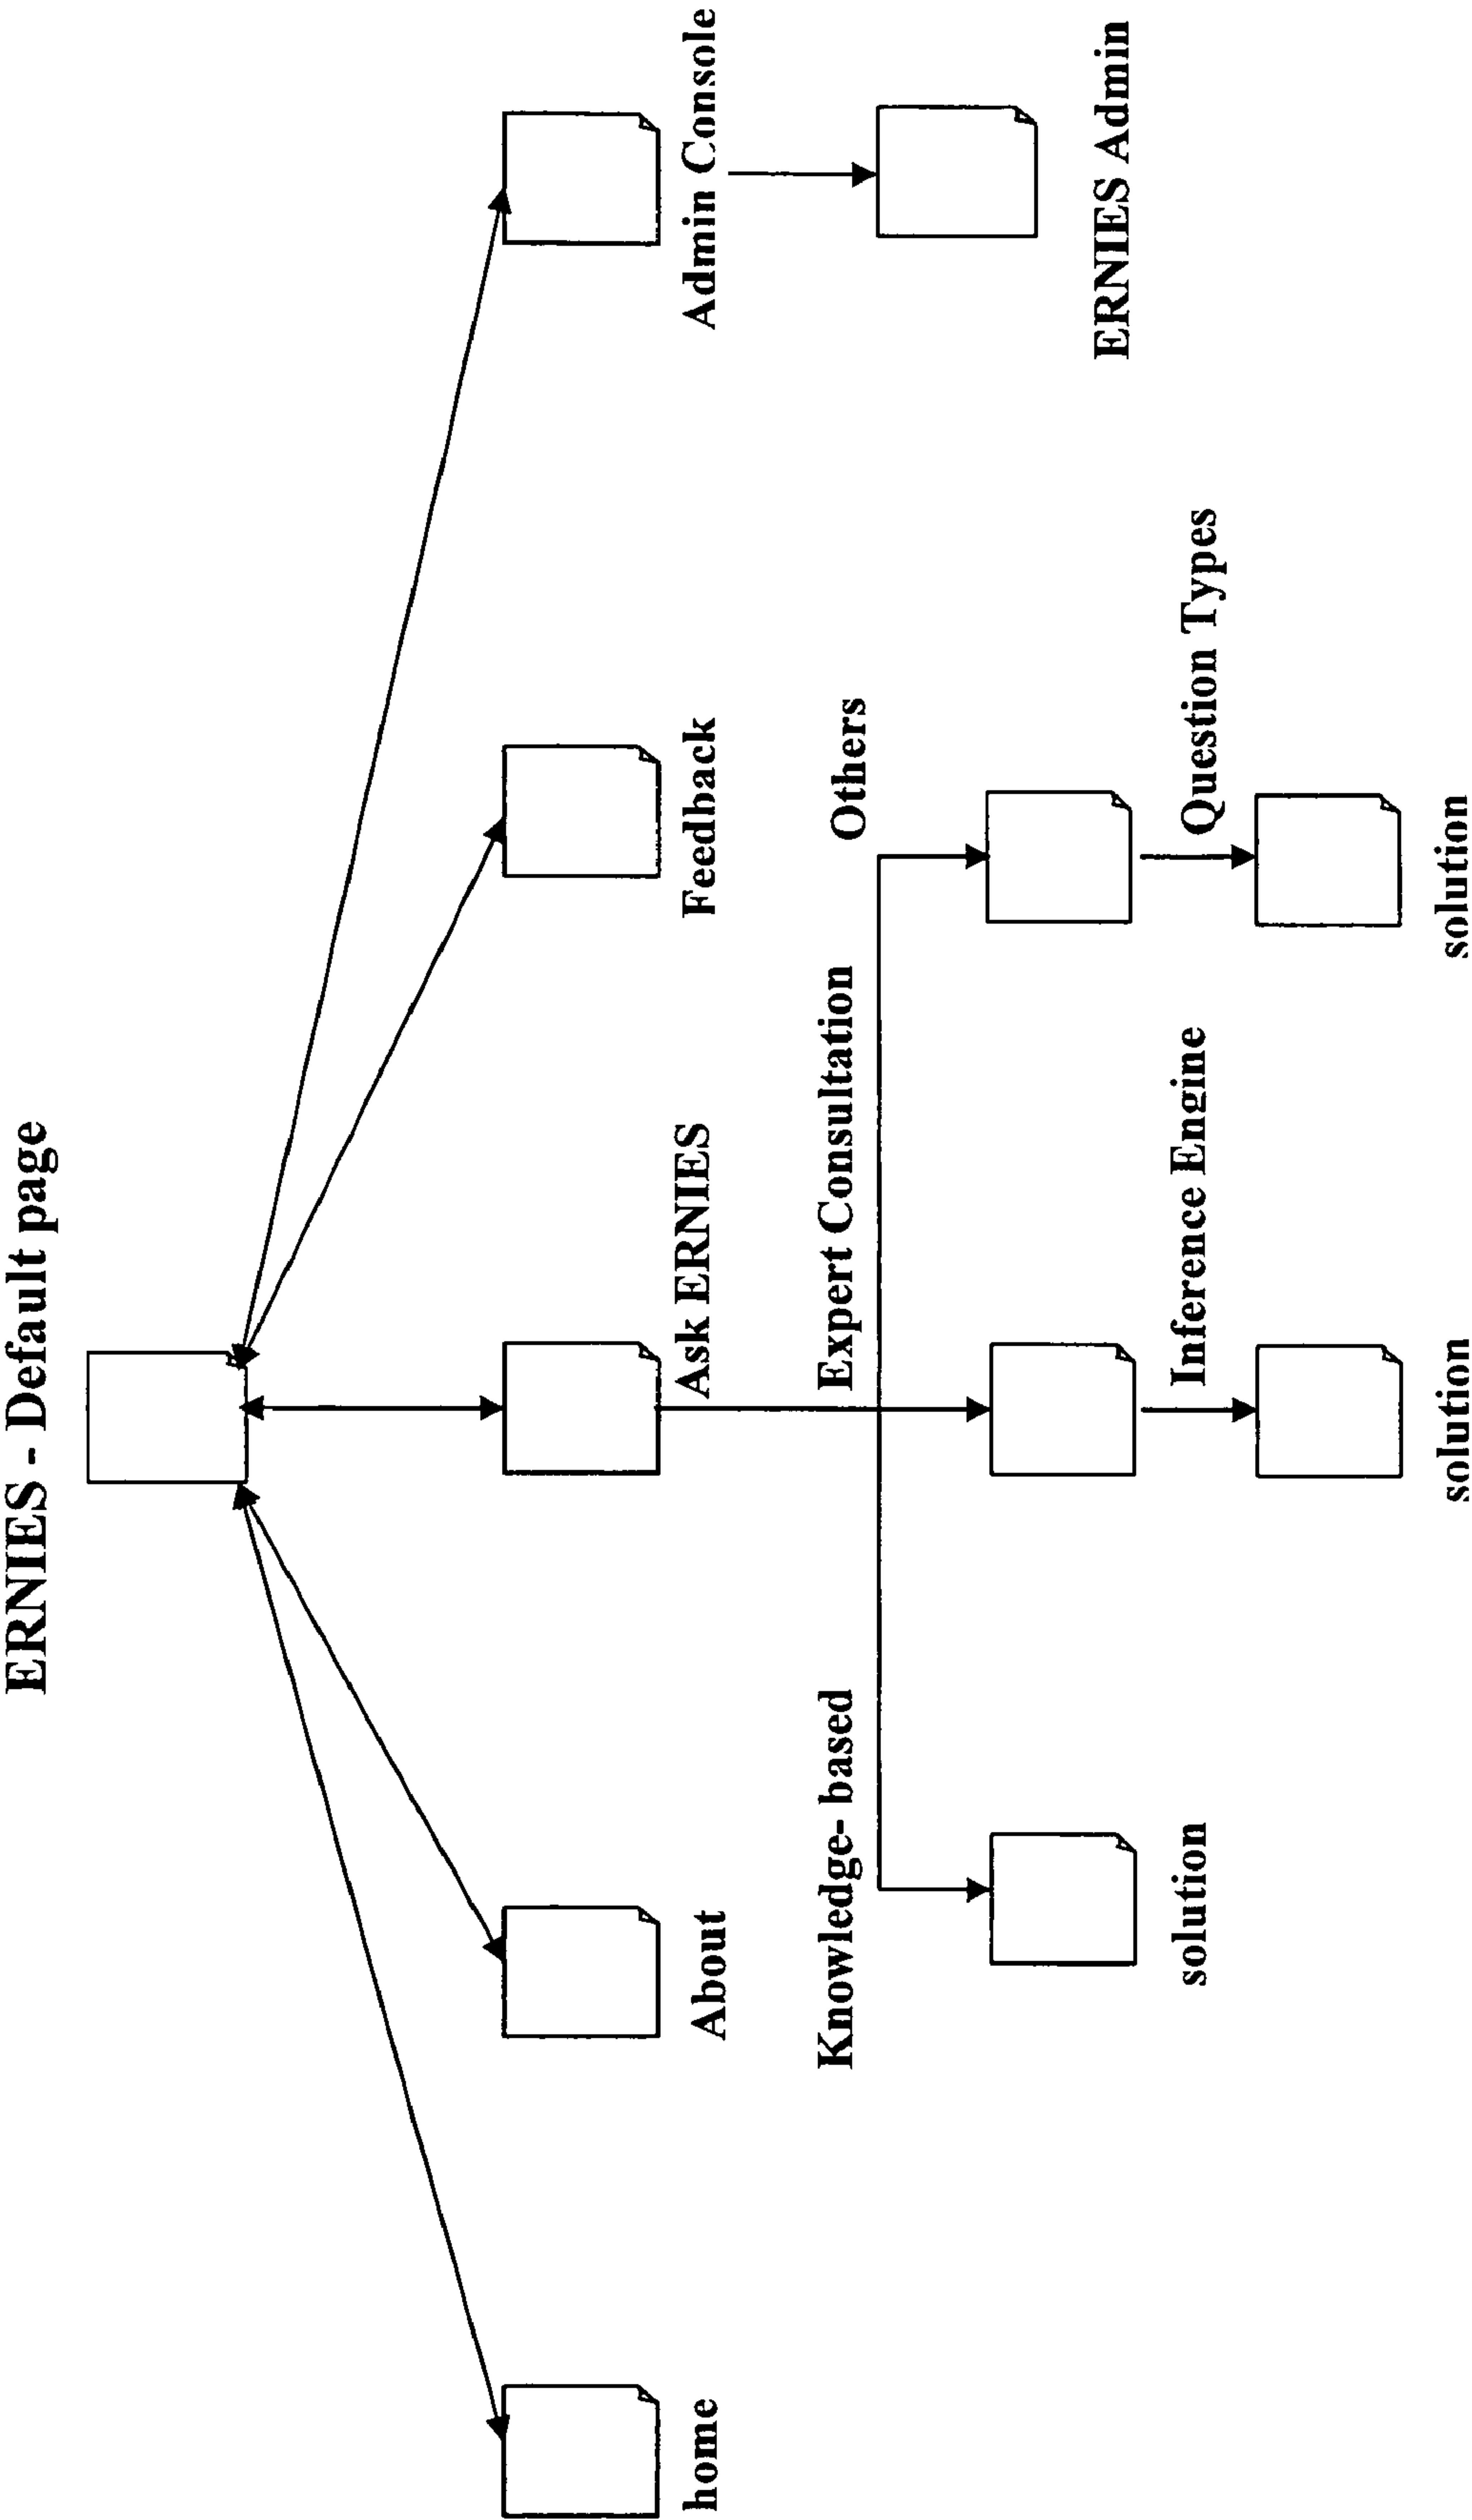 ERNIES - Default page
home
About
Ask ERNIES
Feedback
Admin Console
Knowledge- based
Expert Consultation
Others
ERNIES Admin
solution
Inference Engine
Question Types
solution
solution